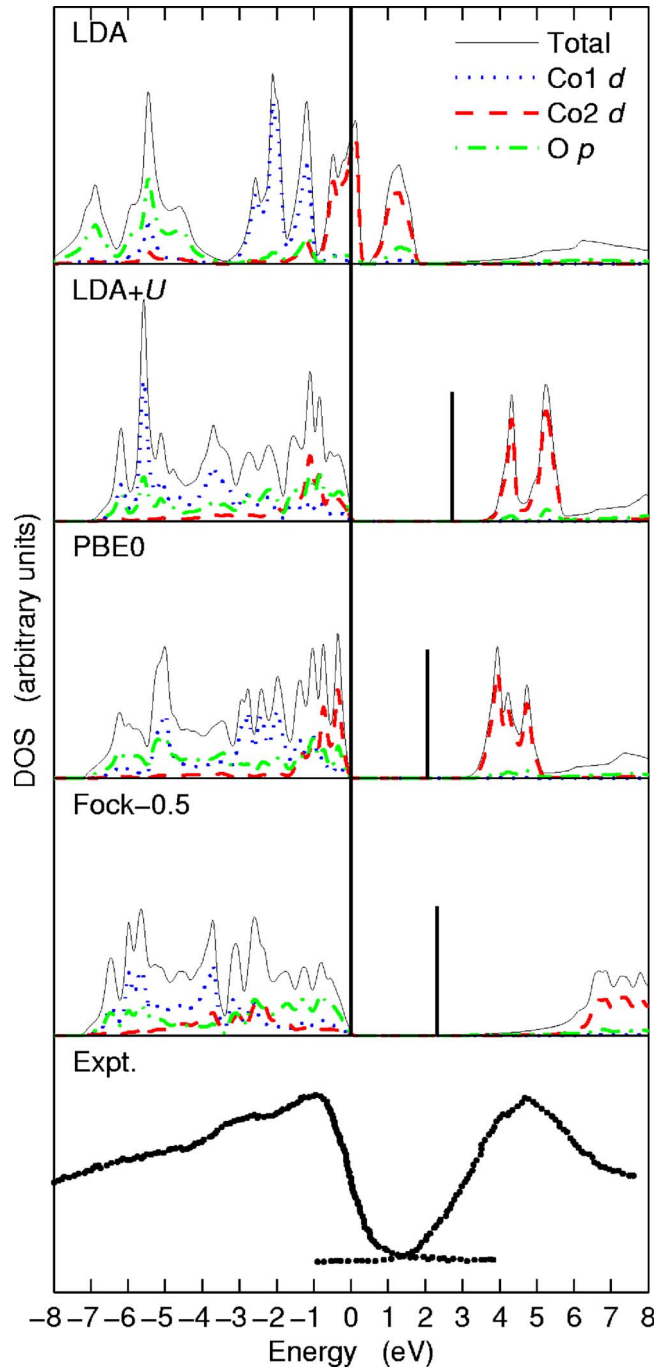 LDA
Total
Co1 d
Co2 d
O p
LDA+U
PBE0
Fock−0.5
Expt.
DOS (arbitrary units)
−8 −7 −6 −5 −4 −3 −2 −1 0 1 2 3 4 5 6 7 8
Energy (eV)